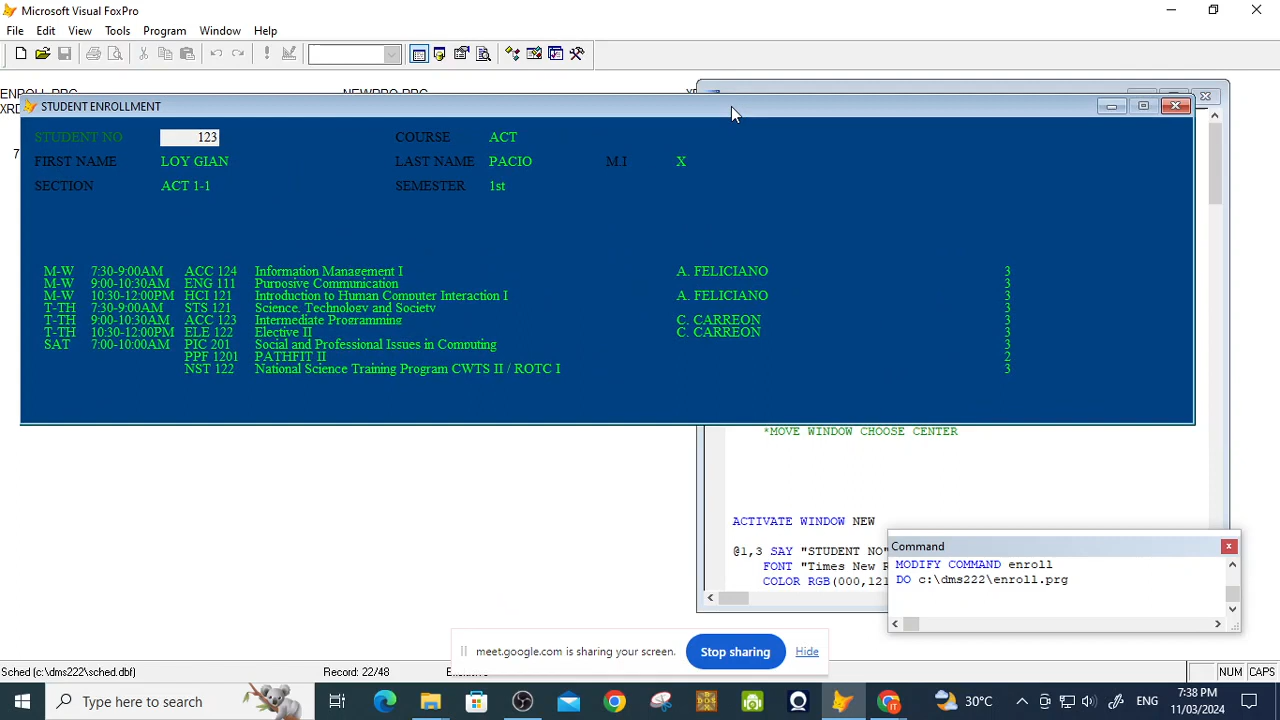 Microsoft Visual FoxPro
File Edit View Tools Program Window Help
STUDENT ENROLLMENT
STUDENT NO 123 COURSE ACT
FIRST NAME LOY GIAN LAST NAME PACIO M.I X
SECTION ACT 1-1 SEMESTER 1st
M-W 7:30-9:00AM ACC 124 Information Management I A. FELICIANO 3
M-W 9:00-10:30AM ENG 111 Purposive Communication 3
M-W 10:30-12:00PM HCI 121 Introduction to Human Computer Interaction I A. FELICIANO 3
T-TH 7:30-9:00AM STS 121 Science, Technology and Society 3
T-TH 9:00-10:30AM ACC 123 Intermediate Programming C. CARREON 3
T-TH 10:30-12:00PM ELE 122 Elective II C. CARREON 3
SAT 7:00-10:00AM PIC 201 Social and Professional Issues in Computing 3
PPF 1201 PATHFIT II 2
NST 122 National Science Training Program CWTS II / ROTC I 3
*MOVE WINDOW CHOOSE CENTER
ACTIVATE WINDOW NEW
@1,3 SAY "STUDENT NO"
FONT "Times New
COLOR RGB(000,121
Command
MODIFY COMMAND enroll
DO c:\dms222\enroll.prg
meet.google.com is sharing your screen. Stop sharing Hide
Sched (c:\dms222\sched.dbf) Record: 22/48 NUM CAPS
Type here to search 30°C ENG 7:38 PM
11/03/2024